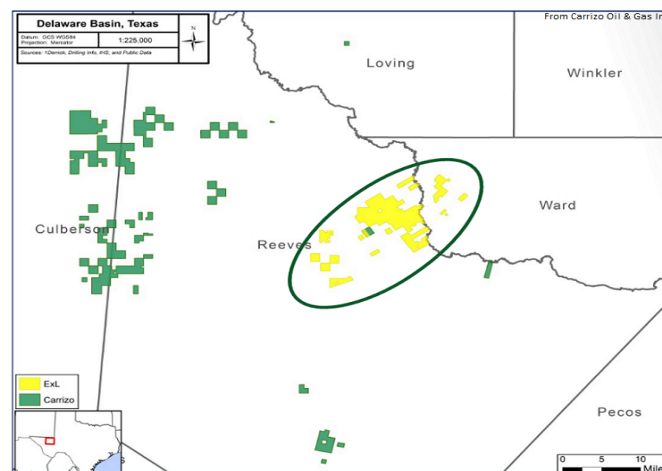 From Carrizo Oil & Gas In
Delaware Basin, Texas
Datum: GCS WGS84
Projection: Mercator
1:225,000
Sources: 1Derrick, Drilling Info, IHS, and Public Data
Loving
Winkler
Culberson
Reeves
Ward
Pecos
ExL
Carrizo
0 5 10
Mile